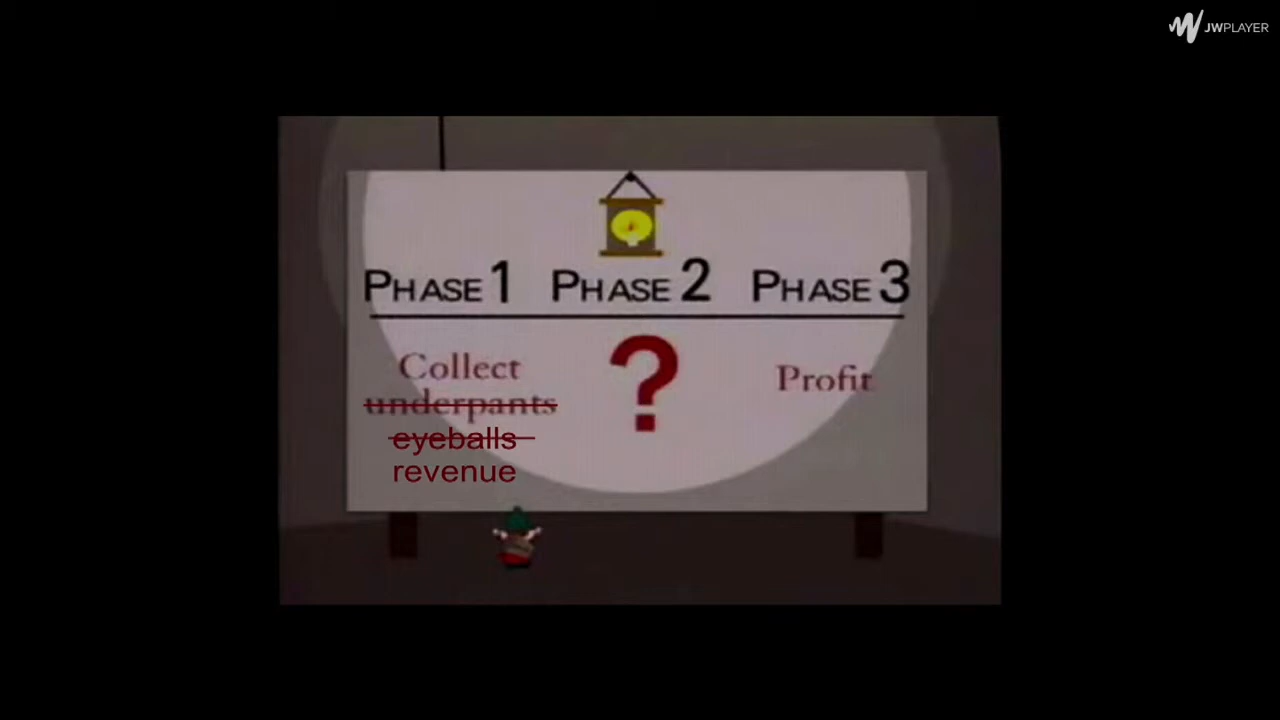 JWPLAYER
PHASE 1 PHASE 2 PHASE 3
Collect ? Profit
underpants
eyeballs
revenue